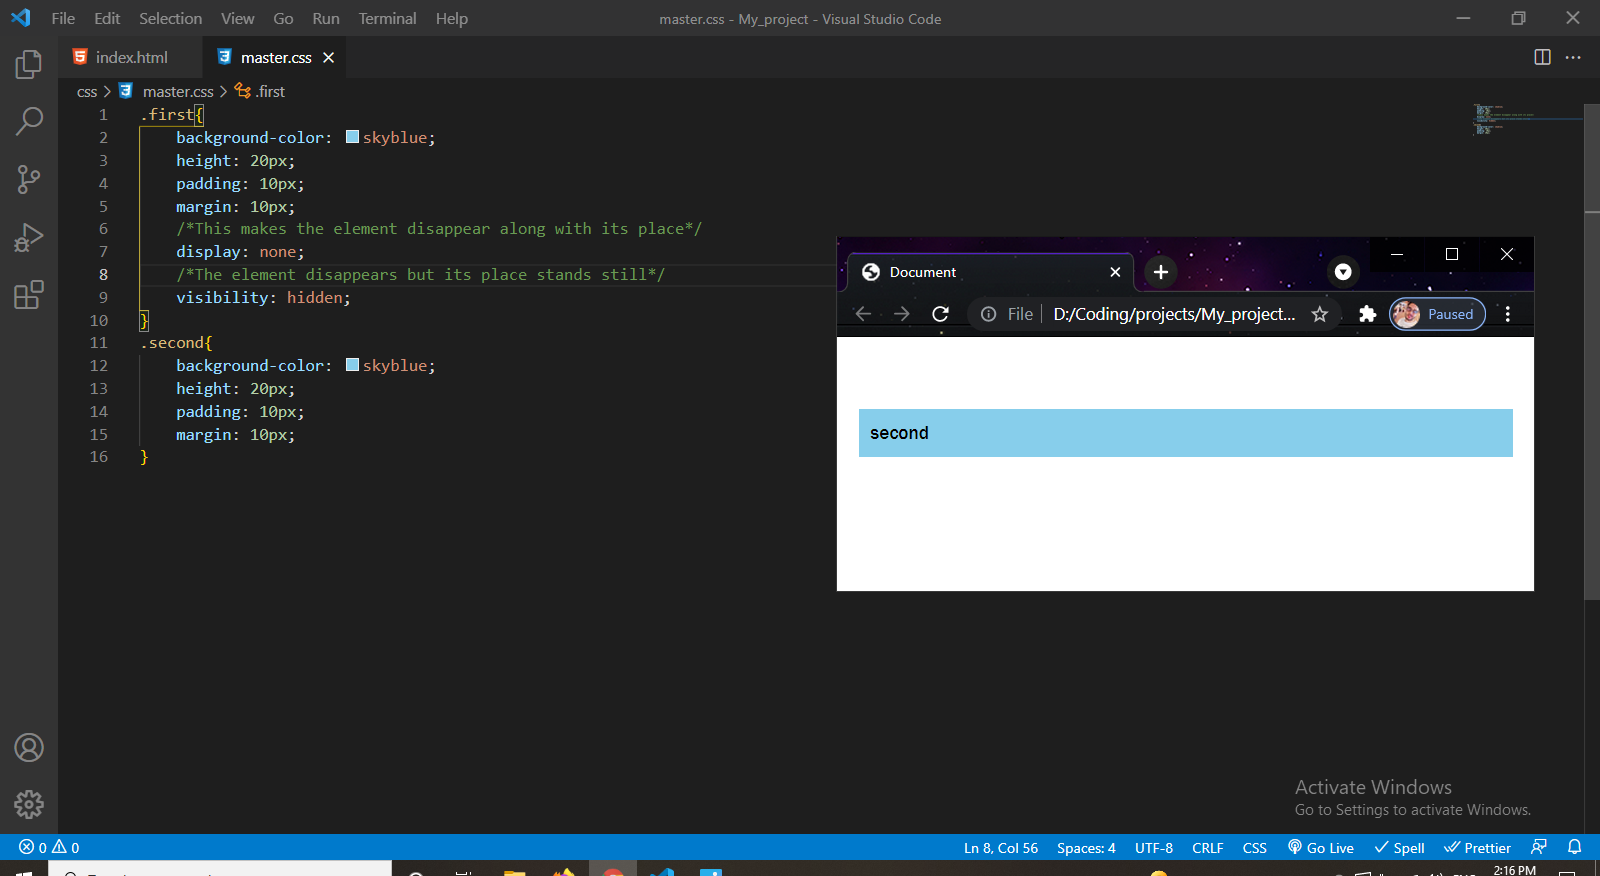 File Edit Selection View Go Run Terminal Help master.css - My_project - Visual Studio Code
index.html master.css
css > master.css > .first
1 .first{
2 background-color: skyblue;
3 height: 20px;
4 padding: 10px;
5 margin: 10px;
6 /*This makes the element disappear along with its place*/
7 display: none;
8 /*The element disappears but its place stands still*/
9 visibility: hidden;
10 }
11 .second{
12 background-color: skyblue;
13 height: 20px;
14 padding: 10px;
15 margin: 10px;
16 }
Document
File D:/Coding/projects/My_project... Paused
second
Activate Windows
Go to Settings to activate Windows.
0 0 Ln 8, Col 56 Spaces: 4 UTF-8 CRLF CSS Go Live Spell Prettier
2:16 PM